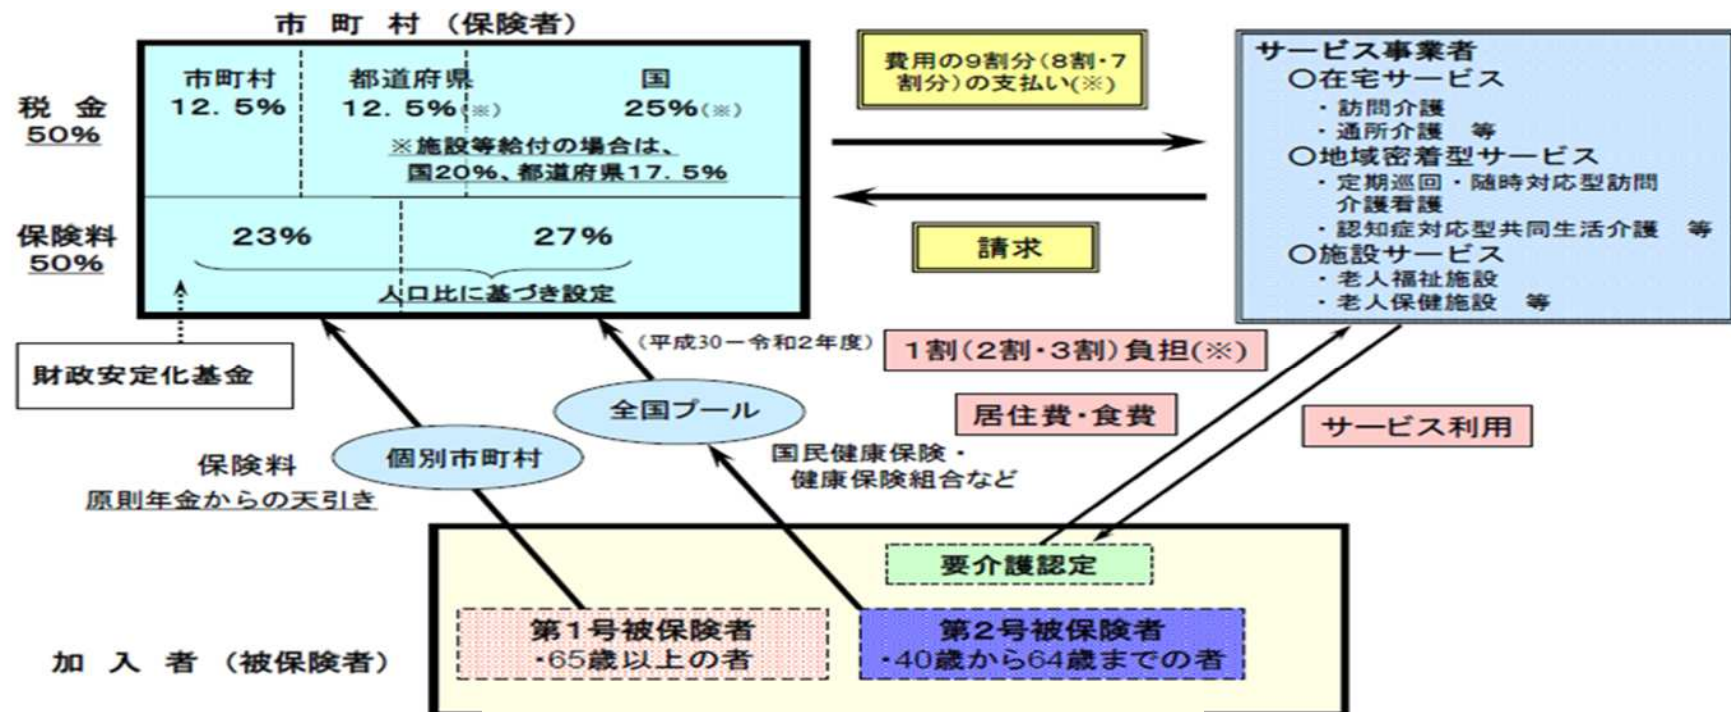 市 町 村 (保険者)
税 金
50%
市町村
12. 5%
都道府県
12. 5%(※)
国
25%(※)
※施設等給付の場合は、
国20%、都道府県17. 5%
保険料
50%
23%
27%
人口比に基づき設定
財政安定化基金
費用の9割分(8割・7
割分)の支払い(※)
請求
サービス事業者
〇在宅サービス
・訪問介護
・通所介護 等
〇地域密着型サービス
・定期巡回・随時対応型訪問
介護看護
・認知症対応型共同生活介護 等
〇施設サービス
・老人福祉施設
・老人保健施設 等
(平成30-令和2年度)
1割(2割・3割)負担(※)
居住費・食費
サービス利用
全国プール
個別市町村
国民健康保険・
健康保険組合など
保険料
原則年金からの天引き
要介護認定
加 入 者 (被保険者)
第1号被保険者
・65歳以上の者
第2号被保険者
・40歳から64歳までの者